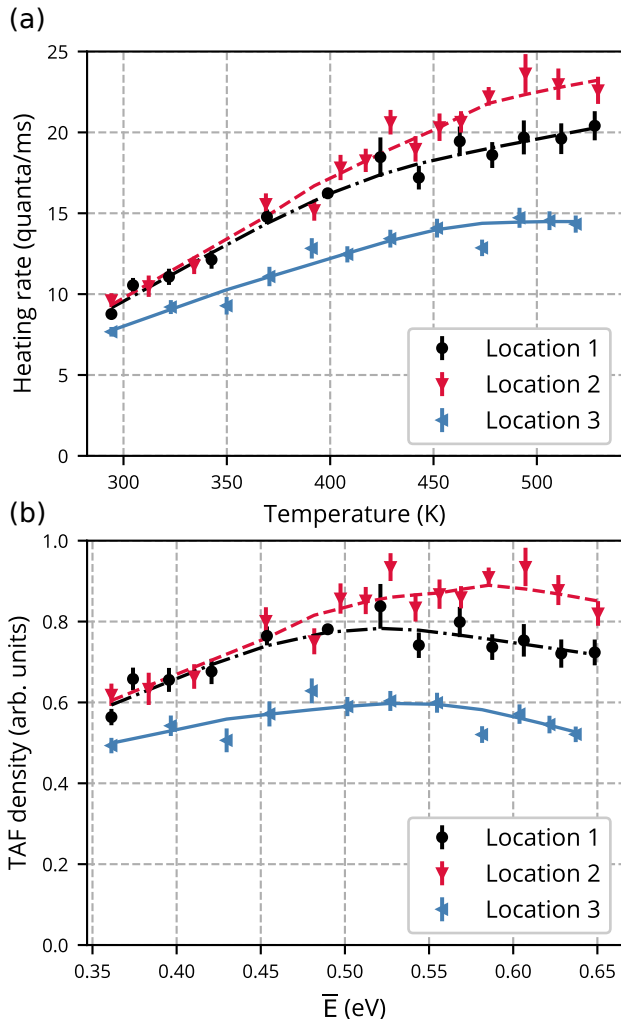 (a)
Heating rate (quanta/ms)
25
20
15
10
5
0
Location 1
Location 2
Location 3
300 350 400 450 500
Temperature (K)
(b)
TAF density (arb. units)
1.0
0.8
0.6
0.4
0.2
0.0
Location 1
Location 2
Location 3
0.35 0.40 0.45 0.50 0.55 0.60 0.65
E̅ (eV)